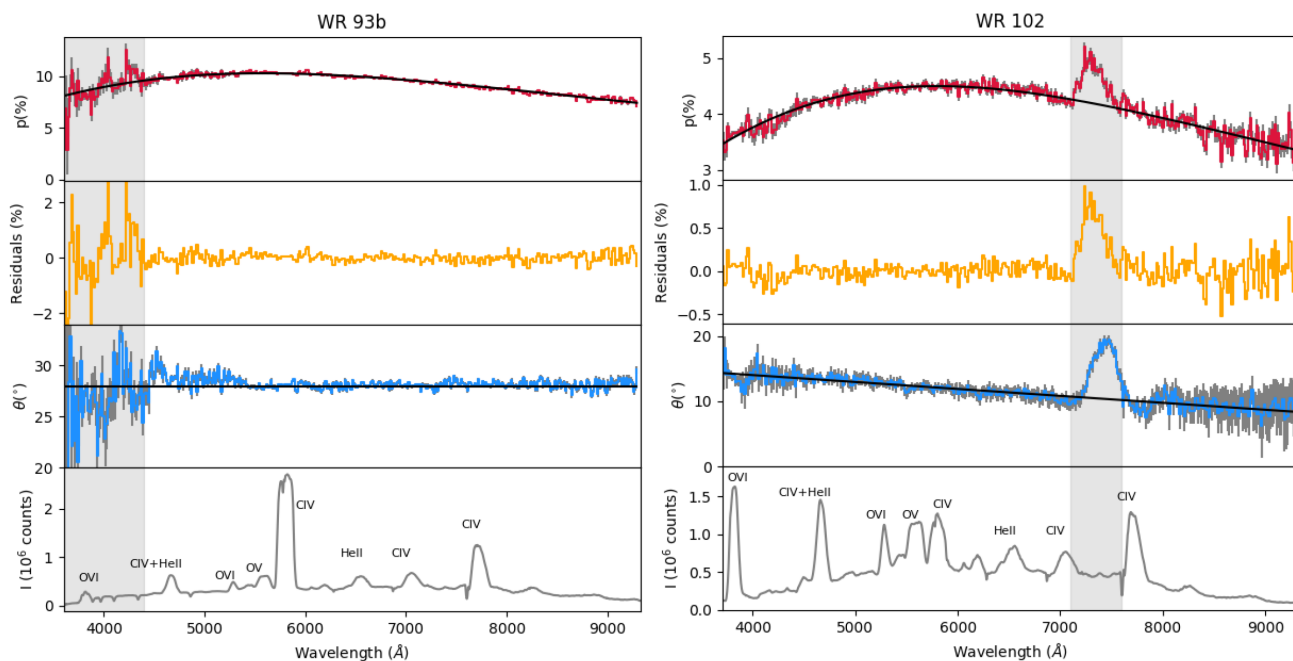 WR 93b
10
5
0
p(%)
2
0
−2
Residuals (%)
30
25
20
θ(°)
OVI
CIV+HeII
OVI
OV
CIV
HeII
CIV
CIV
2
1
0
I (10⁶ counts)
4000 5000 6000 7000 8000 9000
Wavelength (Å)
WR 102
5
4
3
p(%)
1.0
0.5
0.0
−0.5
Residuals (%)
20
10
0
θ(°)
OVI
CIV+HeII
OVI
OV
CIV
HeII
CIV
CIV
1.5
1.0
0.5
0.0
I (10⁶ counts)
4000 5000 6000 7000 8000 9000
Wavelength (Å)